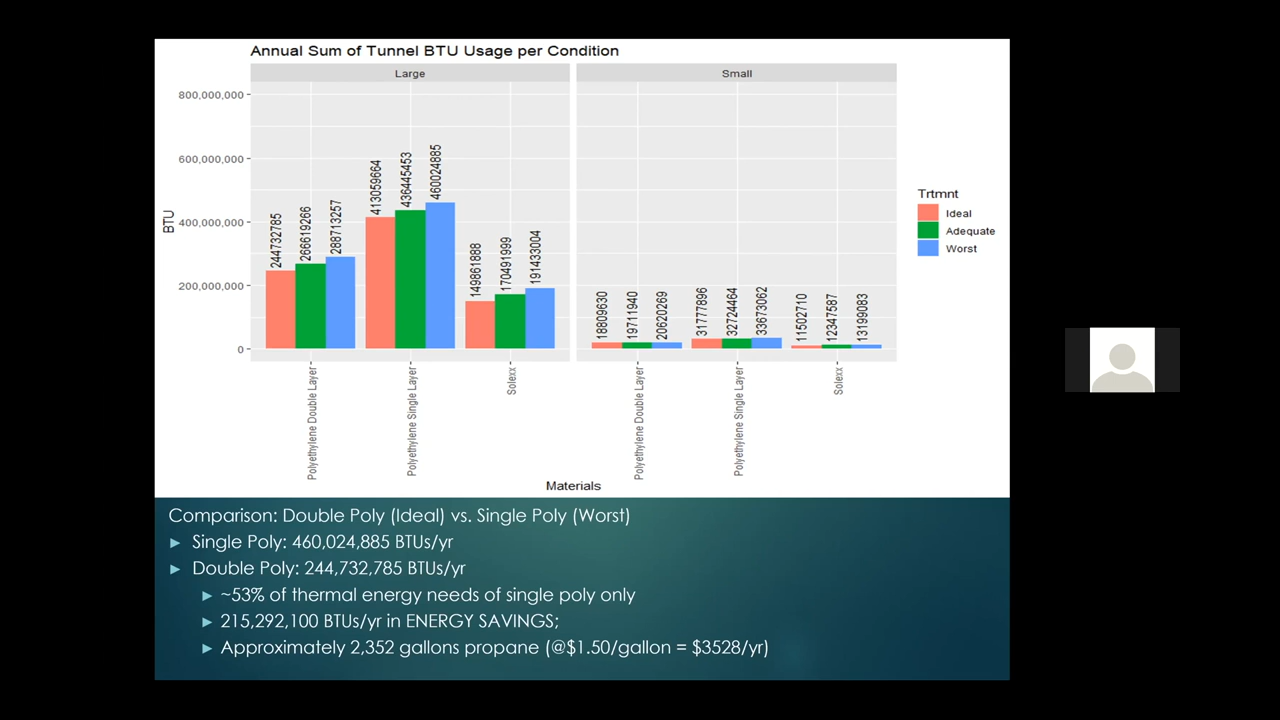 Annual Sum of Tunnel BTU Usage per Condition
Large
Small
800,000,000
600,000,000
400,000,000
200,000,000
0
BTU
244732785
266619266
288713257
413059664
436445453
460024885
149861888
170491999
191433004
18809630
19711940
20620269
31777896
32724464
33673062
11502710
12347587
13199083
Trtmnt
Ideal
Adequate
Worst
Polyethylene Double Layer
Polyethylene Single Layer
Solexx
Polyethylene Double Layer
Polyethylene Single Layer
Solexx
Materials
Comparison: Double Poly (Ideal) vs. Single Poly (Worst)
Single Poly: 460,024,885 BTUs/yr
Double Poly: 244,732,785 BTUs/yr
~53% of thermal energy needs of single poly only
215,292,100 BTUs/yr in ENERGY SAVINGS;
Approximately 2,352 gallons propane (@$1.50/gallon = $3528/yr)